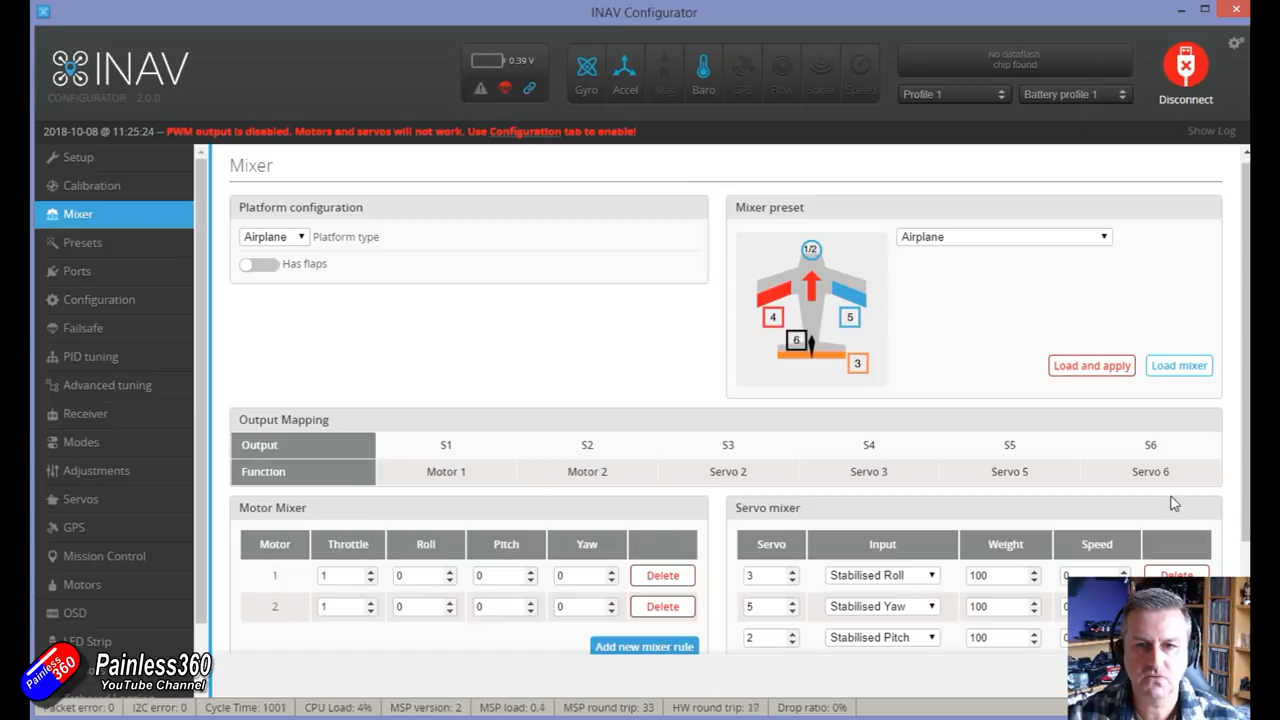 INAV Configurator
INAV
CONFIGURATOR 2.0.0
0.39 V
Gyro
Accel
Mag
Baro
GPS
Flow
Sonar
Speed
No dataflash
chip found
Profile 1
Battery profile 1
Disconnect
2018-10-08 @ 11:25:24 -- PWM output is disabled. Motors and servos will not work. Use Configuration tab to enable!
Show Log
Setup
Calibration
Mixer
Presets
Ports
Configuration
Failsafe
PID tuning
Advanced tuning
Receiver
Modes
Adjustments
Servos
GPS
Mission Control
Motors
OSD
LED Strip
Mixer
Platform configuration
Airplane
Platform type
Has flaps
Mixer preset
Airplane
1/2
4
5
6
3
Load and apply
Load mixer
Output Mapping
Output S1 S2 S3 S4 S5 S6
Function Motor 1 Motor 2 Servo 2 Servo 3 Servo 5 Servo 6
Motor Mixer
Motor Throttle Roll Pitch Yaw
1 1 0 0 0 Delete
2 1 0 0 0 Delete
Add new mixer rule
Servo mixer
Servo Input Weight Speed
3 Stabilised Roll 100 0 Delete
5 Stabilised Yaw 100
2 Stabilised Pitch 100
Painless360
Painless360
YouTube Channel
Packet error: 0
I2C error: 0
Cycle Time: 1001
CPU Load: 4%
MSP version: 2
MSP load: 0.4
MSP round trip: 33
HW round trip: 17
Drop ratio: 0%